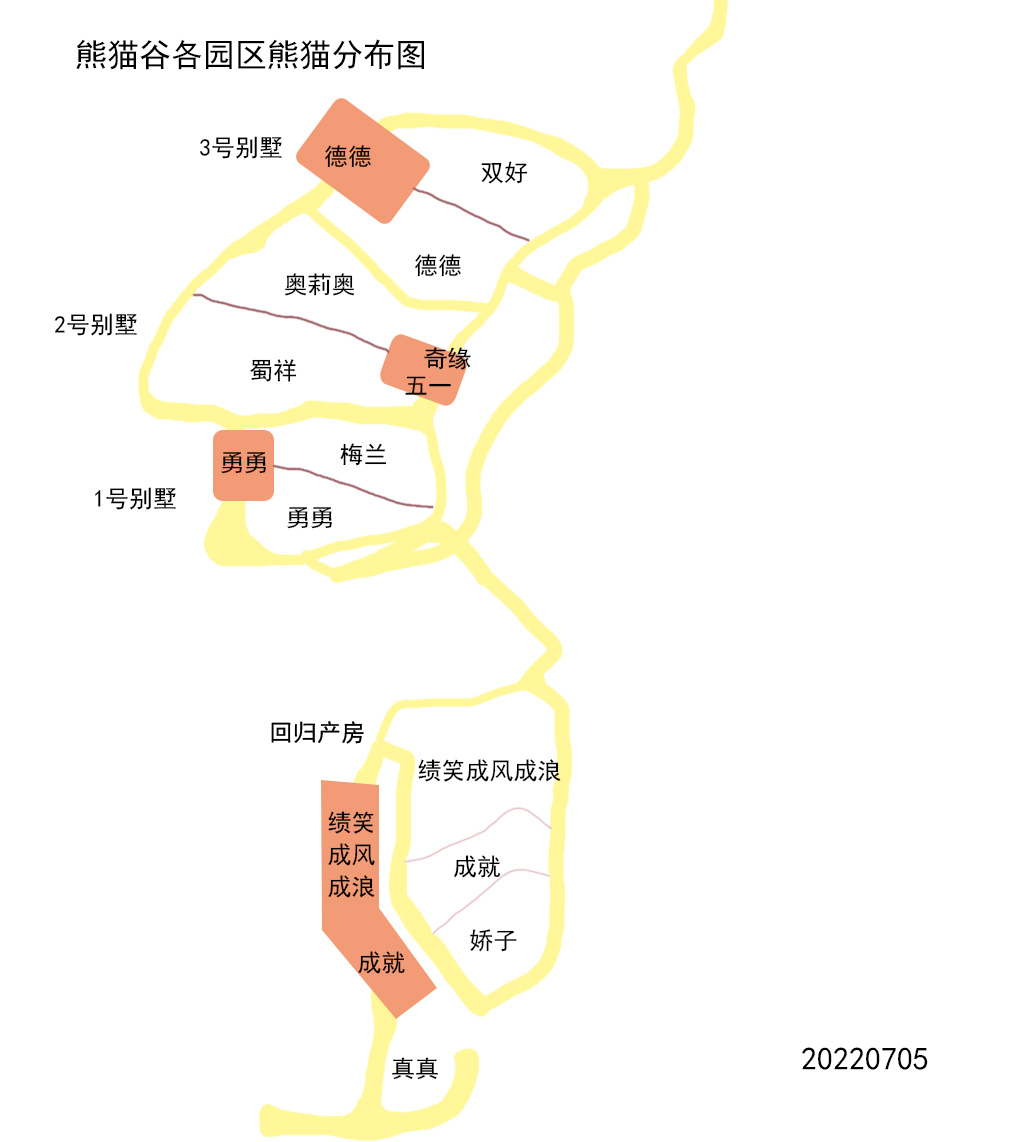 熊猫谷各园区熊猫分布图
3号别墅
德德
双好
德德
奥莉奥
2号别墅
奇缘
五一
蜀祥
梅兰
勇勇
1号别墅
勇勇
回归产房
绩笑成风成浪
绩笑
成风
成浪
成就
娇子
成就
真真
20220705